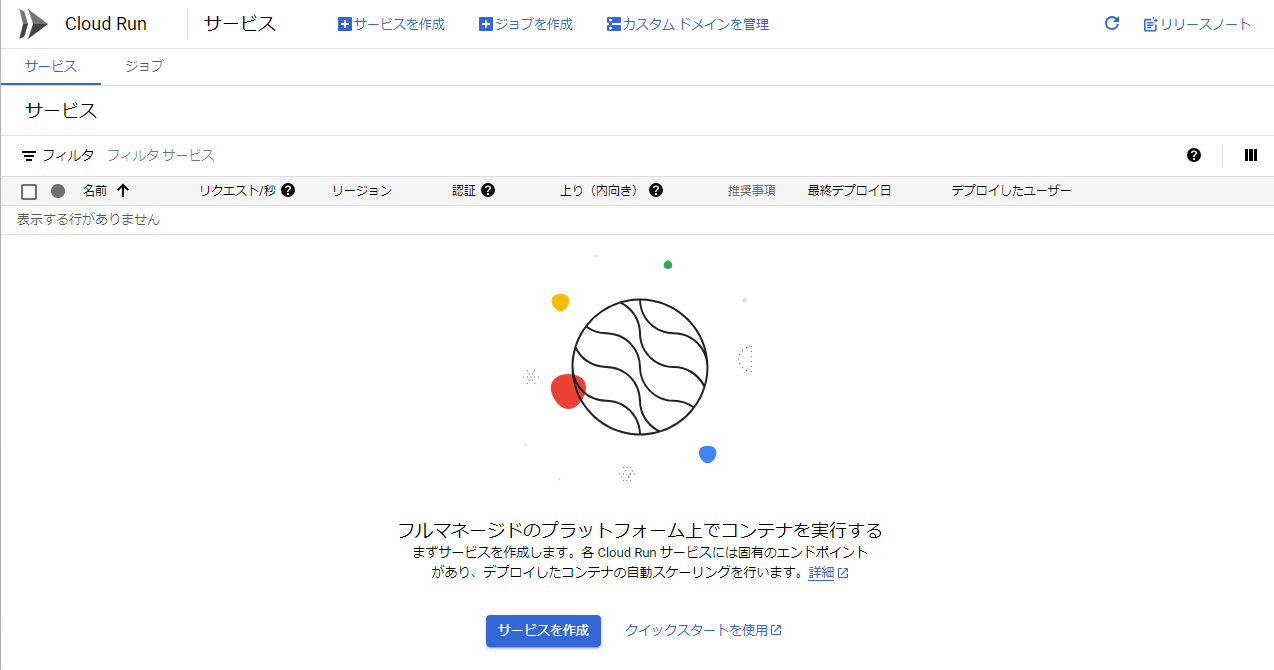 Cloud Run サービス サービスを作成 ジョブを作成 カスタム ドメインを管理 リリースノート
サービス ジョブ
サービス
フィルタ フィルタ サービス
名前 リクエスト/秒 リージョン 認証 上り（内向き） 推奨事項 最終デプロイ日 デプロイしたユーザー
表示する行がありません
フルマネージドのプラットフォーム上でコンテナを実行する
まずサービスを作成します。各 Cloud Run サービスには固有のエンドポイント
があり、デプロイしたコンテナの自動スケーリングを行います。詳細
サービスを作成 クイックスタートを使用